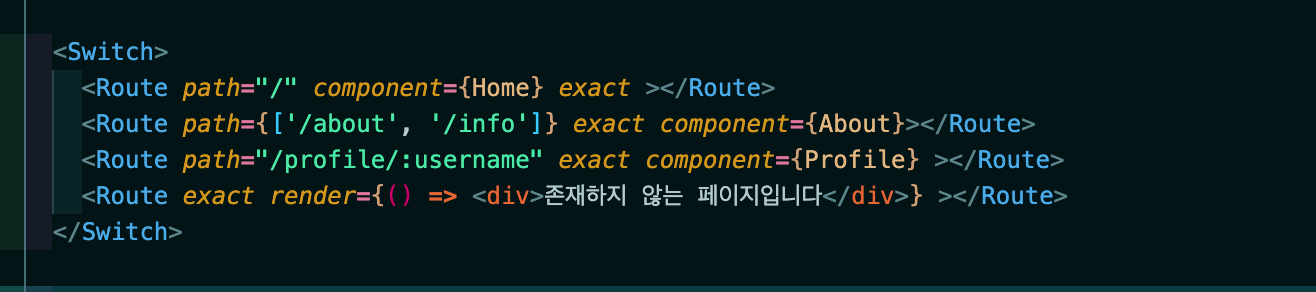 <Switch>
<Route path="/" component={Home} exact ></Route>
<Route path={['/about', '/info']} exact component={About}></Route>
<Route path="/profile/:username" exact component={Profile} ></Route>
<Route exact render={() => <div>존재하지 않는 페이지입니다</div>} ></Route>
</Switch>